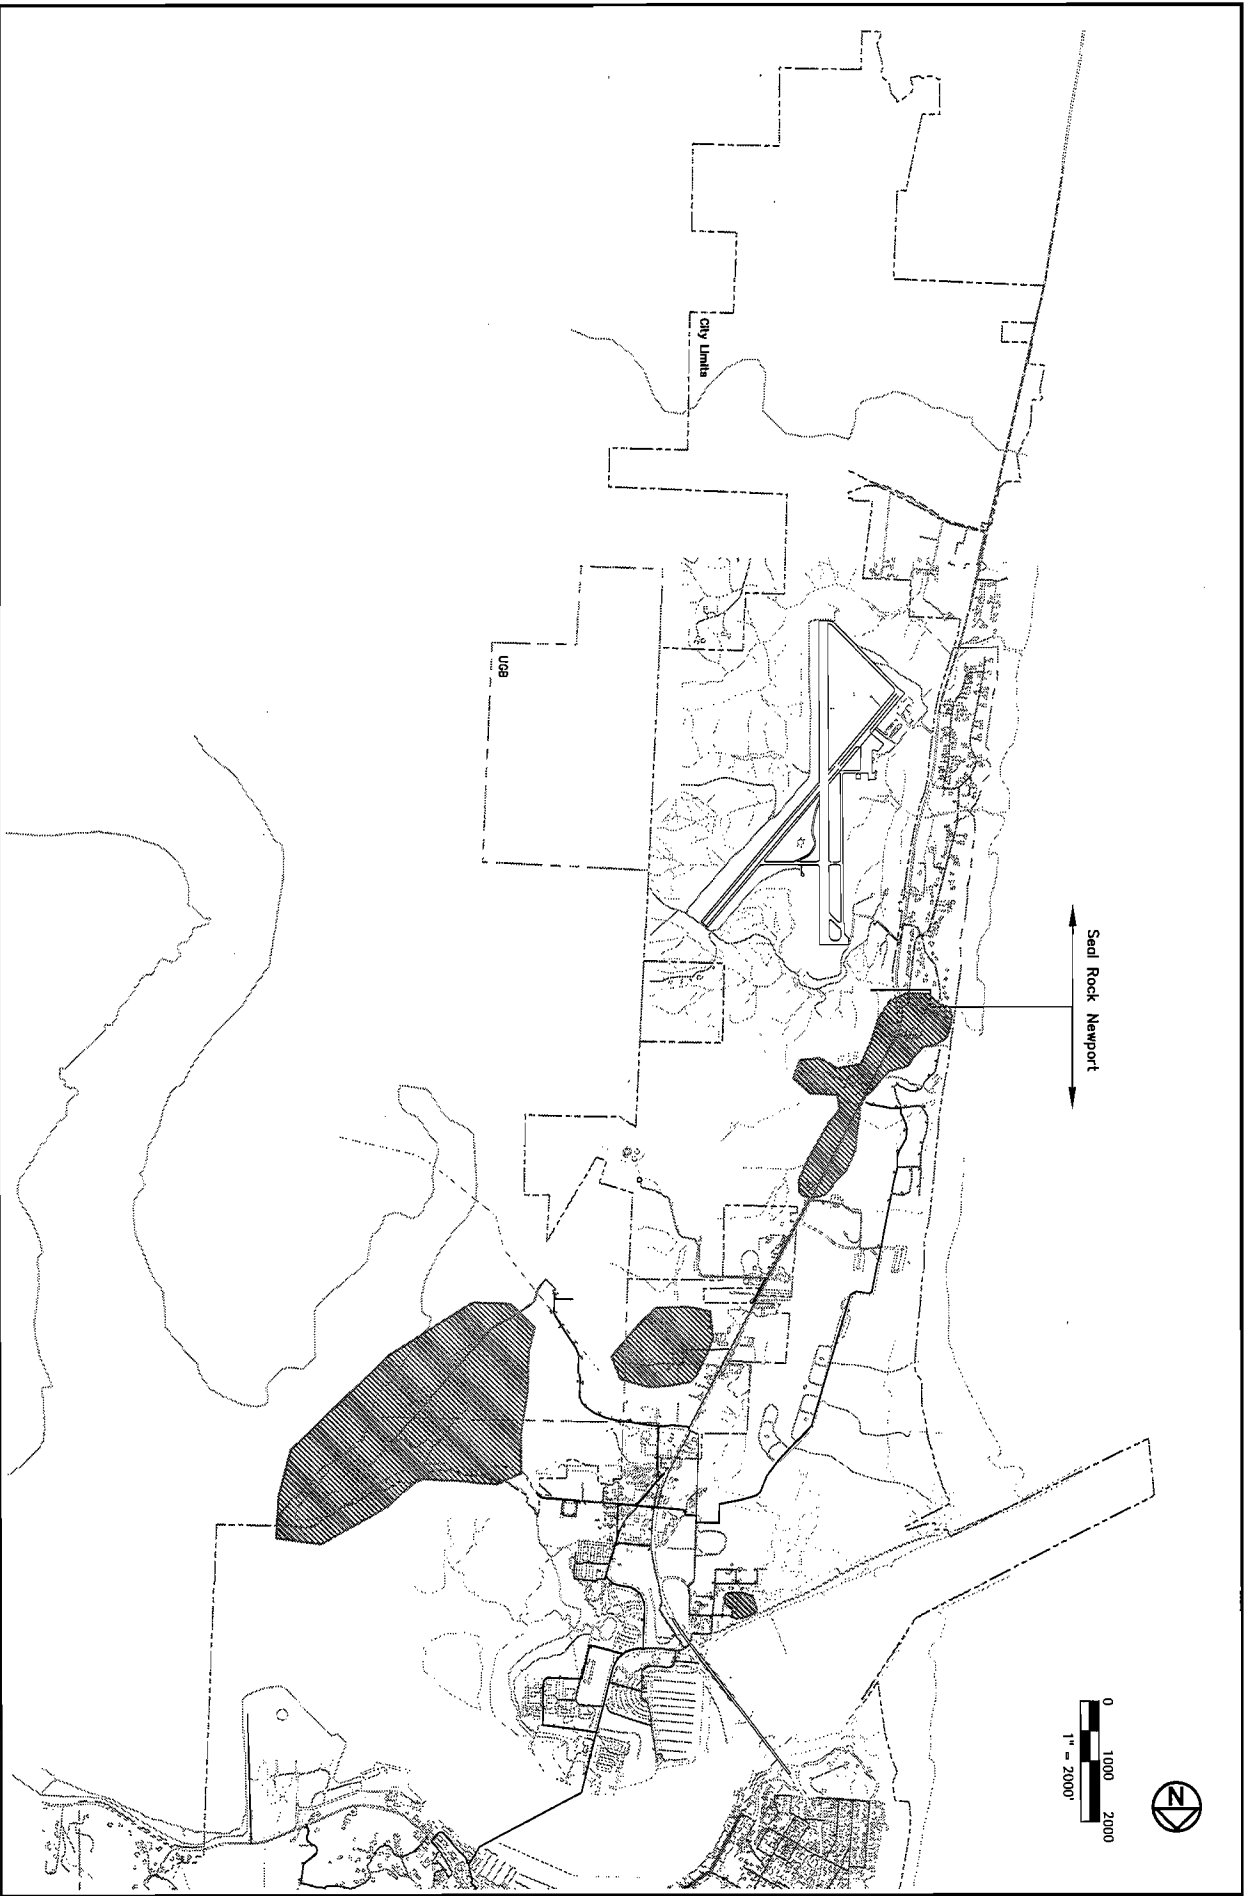 City Limits
UGB
Seal Rock Newport
0 1000 2000
1" = 2000'
N